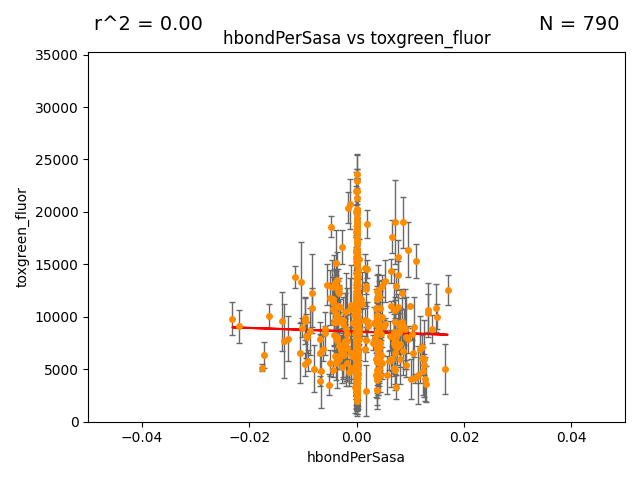 r^2 = 0.00
N = 790
hbondPerSasa vs toxgreen_fluor
35000
30000
25000
20000
15000
10000
5000
0
toxgreen_fluor
−0.04
−0.02
0.00
0.02
0.04
hbondPerSasa